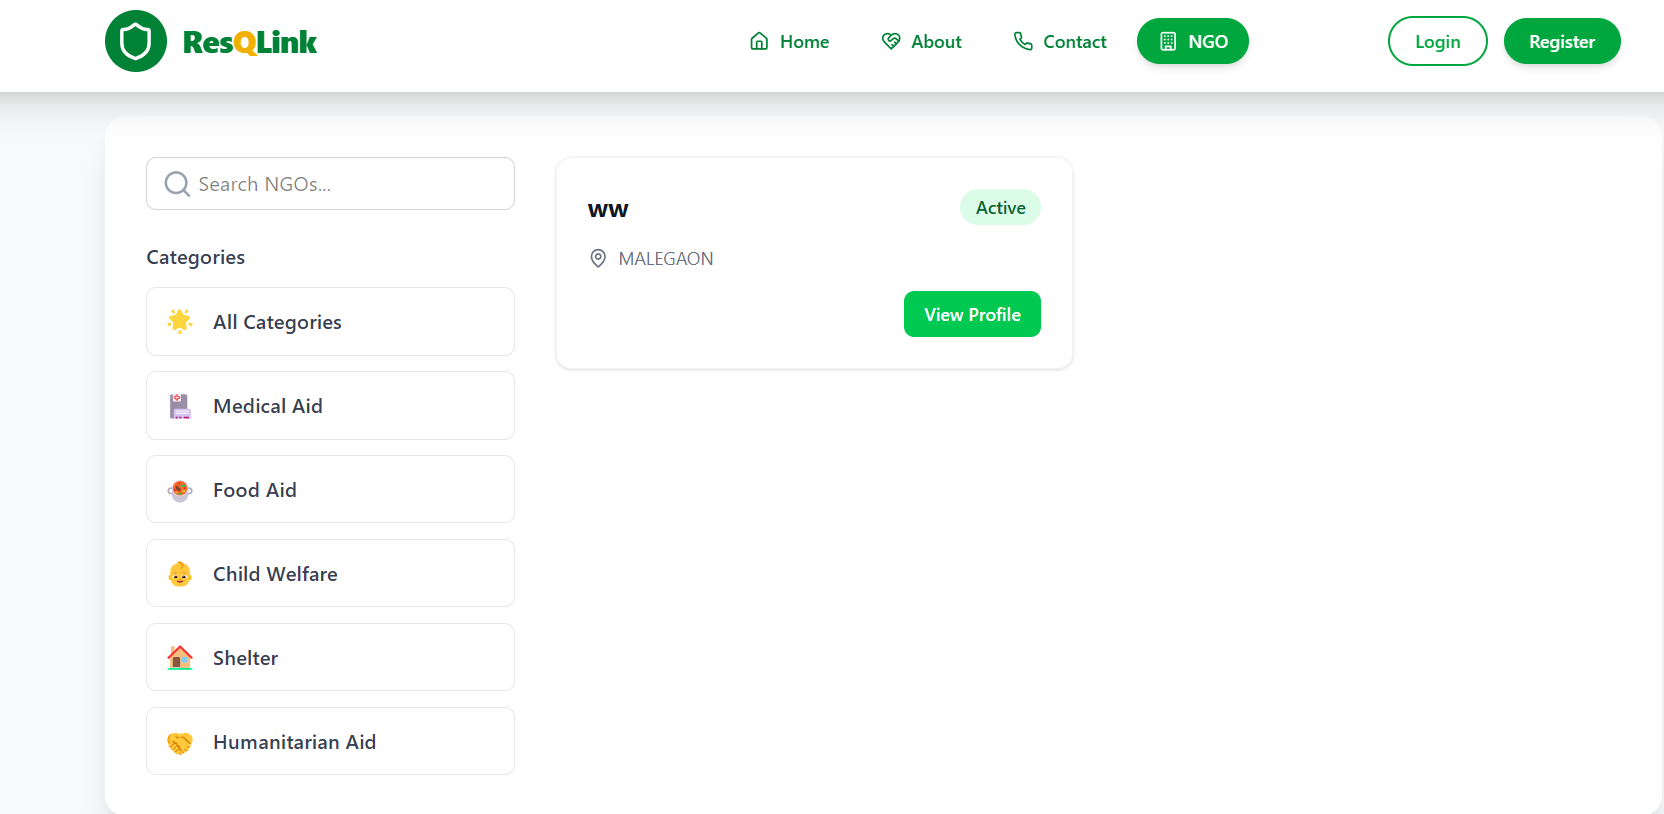 ResQLink
Home
About
Contact
NGO
Login
Register
Search NGOs...
Categories
All Categories
Medical Aid
Food Aid
Child Welfare
Shelter
Humanitarian Aid
ww
Active
MALEGAON
View Profile